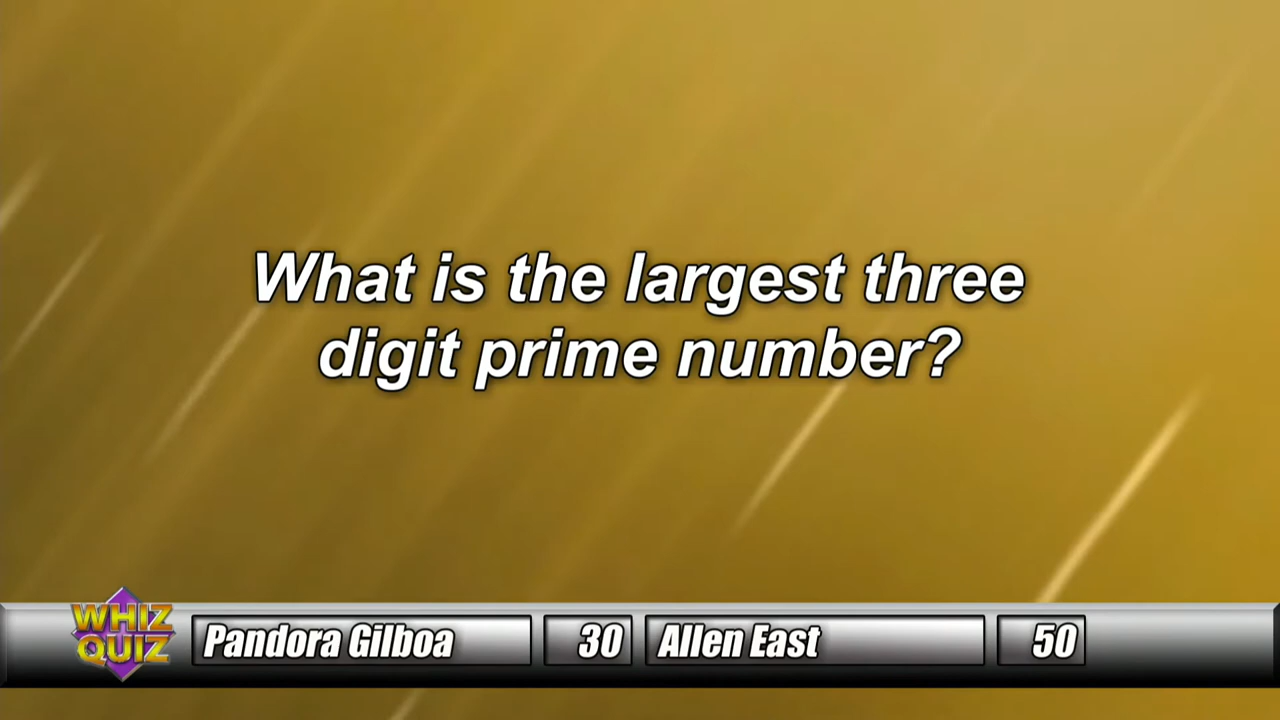 What is the largest three
digit prime number?
WHIZ
QUIZ
Pandora Gilboa 30 Allen East 50